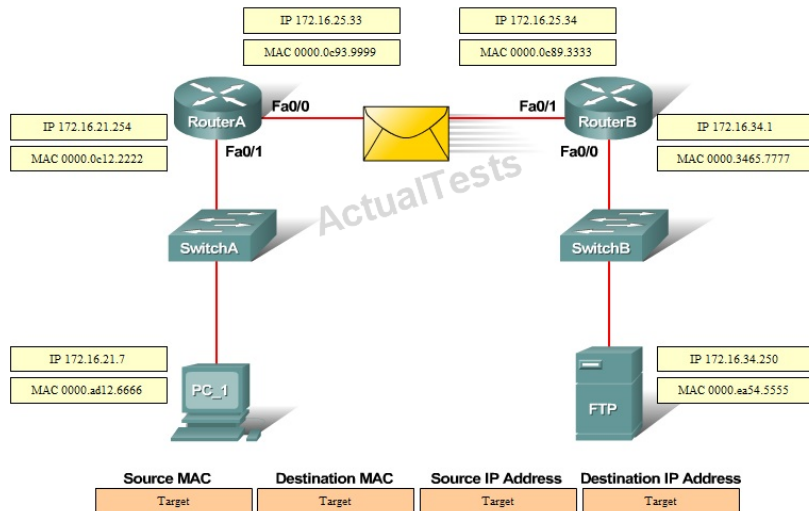 IP 172.16.25.33
IP 172.16.25.34
MAC 0000.0c93.9999
MAC 0000.0c89.3333
Fa0/0
Fa0/1
RouterA
RouterB
IP 172.16.21.254
IP 172.16.34.1
MAC 0000.0e12.2222
MAC 0000.3465.7777
Fa0/1
Fa0/0
ActualTests
SwitchA
SwitchB
IP 172.16.21.7
IP 172.16.34.250
MAC 0000.ad12.6666
MAC 0000.ea54.5555
PC_1
FTP
Source MAC Destination MAC Source IP Address Destination IP Address
Target Target Target Target